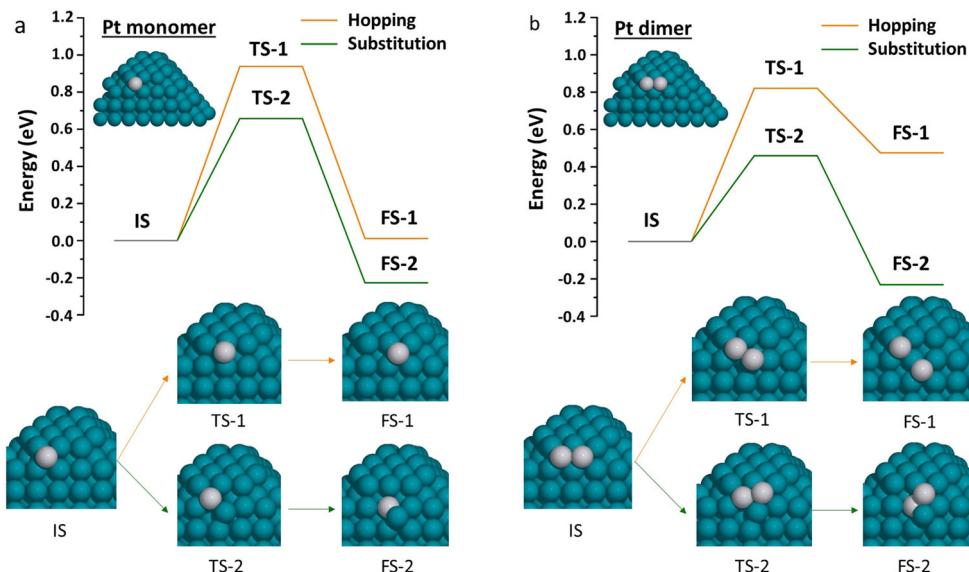 a
Pt monomer
Hopping
Substitution
1.2
1.0
0.8
0.6
0.4
0.2
0.0
-0.2
-0.4
Energy (eV)
TS-1
TS-2
IS
FS-1
FS-2
TS-1
FS-1
IS
TS-2
FS-2
b
Pt dimer
Hopping
Substitution
1.2
1.0
0.8
0.6
0.4
0.2
0.0
-0.2
-0.4
Energy (eV)
TS-1
TS-2
IS
FS-1
FS-2
TS-1
FS-1
IS
TS-2
FS-2